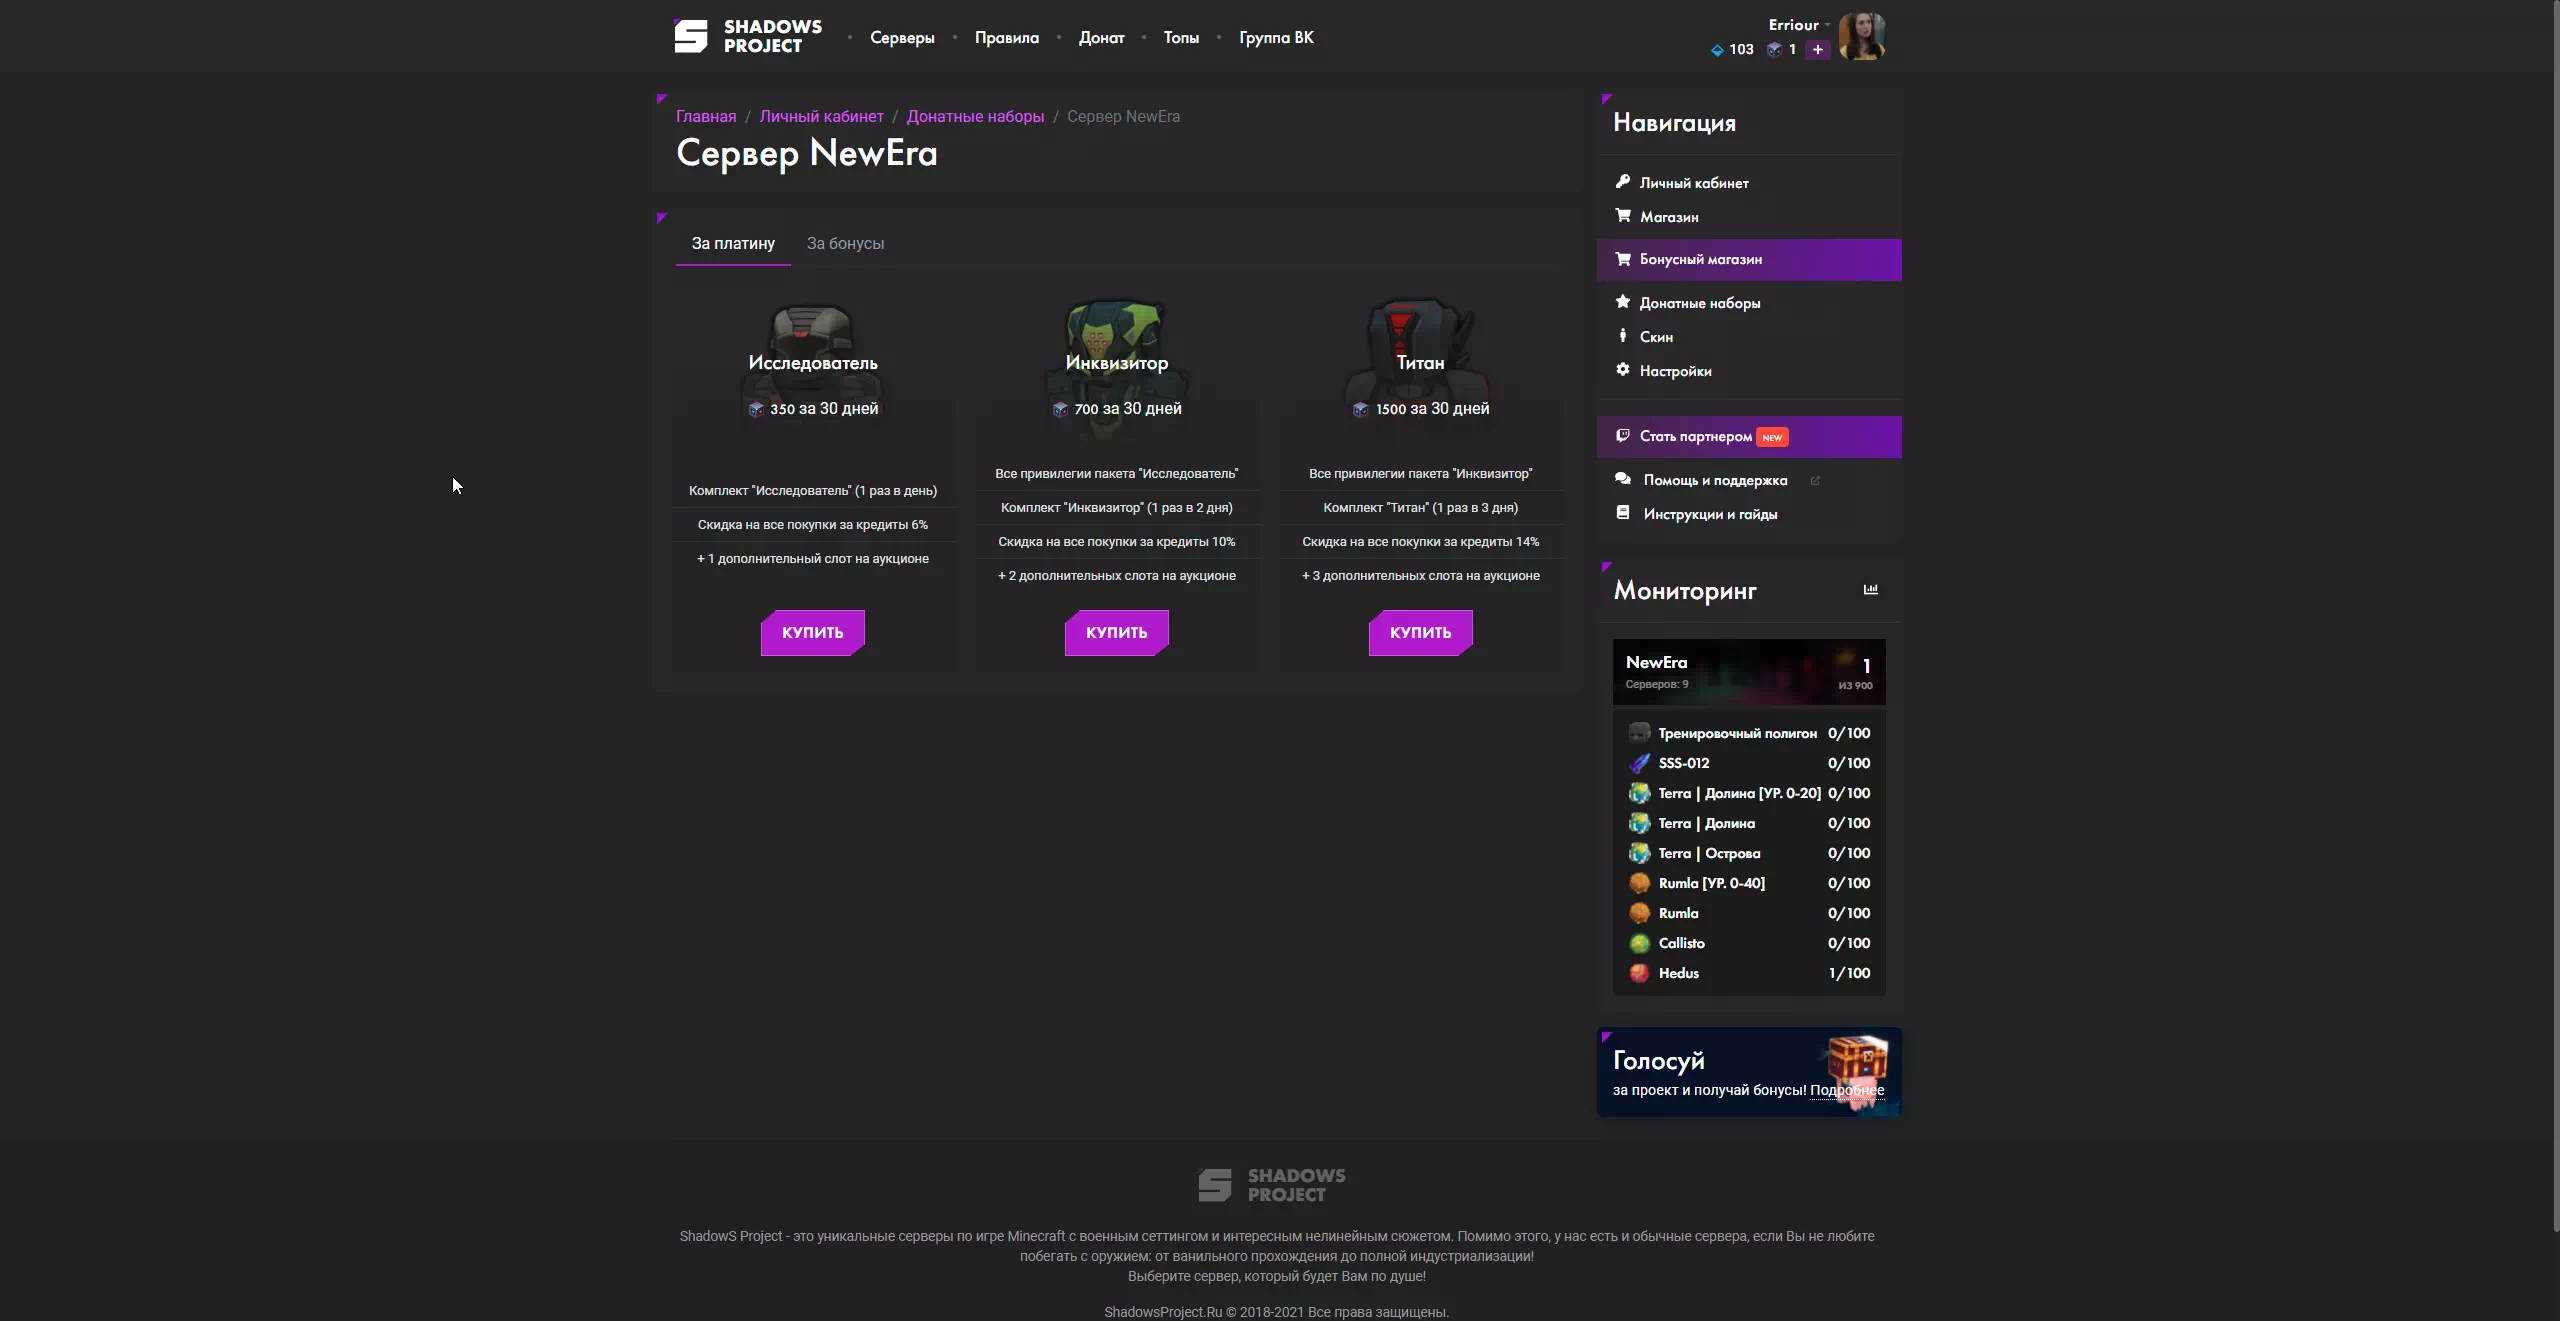 SHADOWS
PROJECT
Серверы
Правила
Донат
Топы
Группа ВК
Erriour
103
1
+
Главная / Личный кабинет / Донатные наборы / Сервер NewEra
Сервер NewEra
За платину
За бонусы
Исследователь
350 за 30 дней
Комплект "Исследователь" (1 раз в день)
Скидка на все покупки за кредиты 6%
+ 1 дополнительный слот на аукционе
КУПИТЬ
Инквизитор
700 за 30 дней
Все привилегии пакета "Исследователь"
Комплект "Инквизитор" (1 раз в 2 дня)
Скидка на все покупки за кредиты 10%
+ 2 дополнительных слота на аукционе
КУПИТЬ
Титан
1500 за 30 дней
Все привилегии пакета "Инквизитор"
Комплект "Титан" (1 раз в 3 дня)
Скидка на все покупки за кредиты 14%
+ 3 дополнительных слота на аукционе
КУПИТЬ
Навигация
Личный кабинет
Магазин
Бонусный магазин
Донатные наборы
Скин
Настройки
Стать партнером NEW
Помощь и поддержка
Инструкции и гайды
Мониторинг
NewEra
Серверов: 9
1
ИЗ 900
Тренировочный полигон 0/100
SSS-012 0/100
Terra | Долина [УР. 0-20] 0/100
Terra | Долина 0/100
Terra | Острова 0/100
Rumla [УР. 0-40] 0/100
Rumla 0/100
Callisto 0/100
Hedus 1/100
Голосуй
за проект и получай бонусы! Подробнее
SHADOWS
PROJECT
ShadowS Project - это уникальные серверы по игре Minecraft с военным сеттингом и интересным нелинейным сюжетом. Помимо этого, у нас есть и обычные сервера, если Вы не любите
побегать с оружием: от ванильного прохождения до полной индустриализации!
Выберите сервер, который будет Вам по душе!
ShadowsProject.Ru © 2018-2021 Все права защищены.